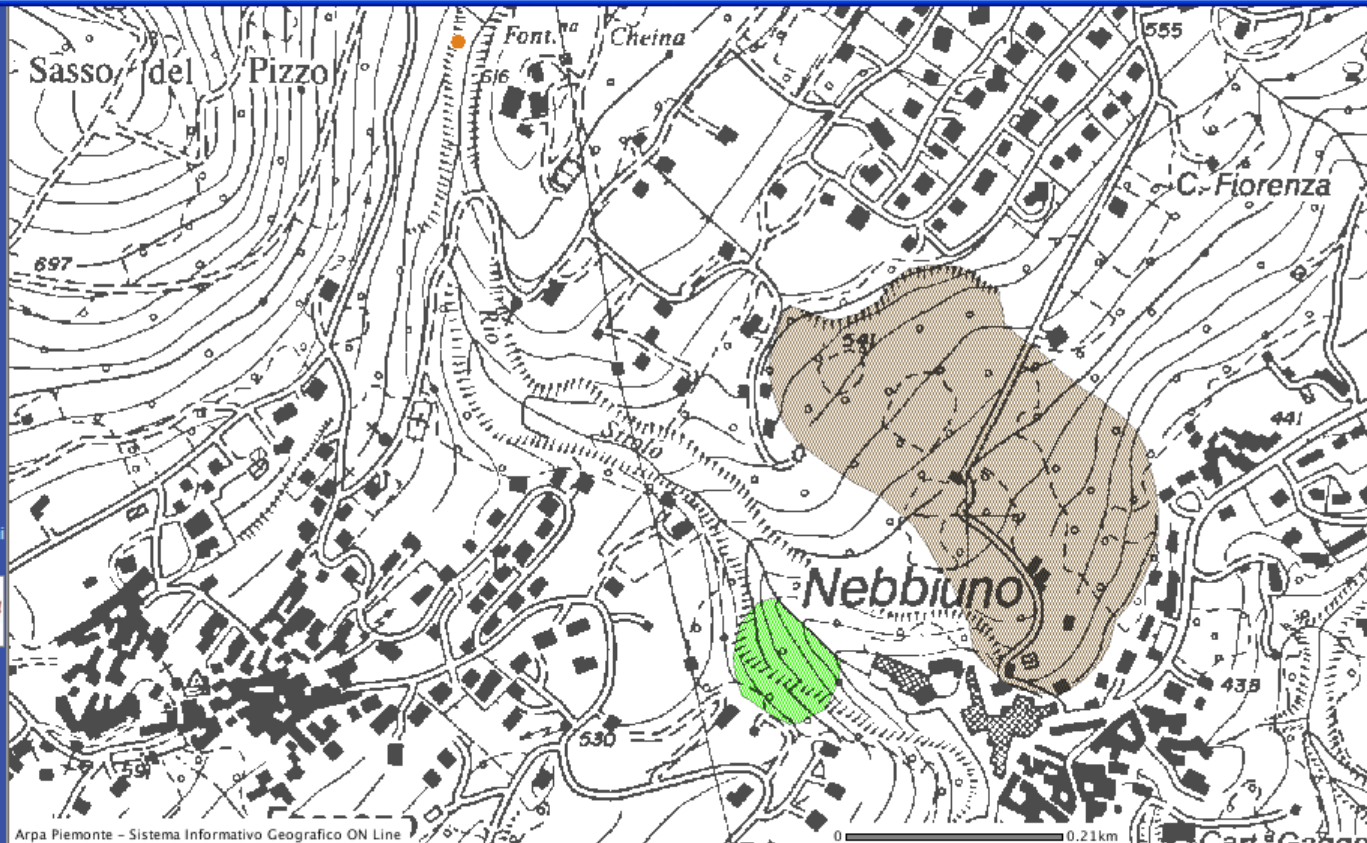 Font.na Cheina
555
Sasso del Pizzo
616
C. Fiorenza
697
Rio
541
Strolo
441
Nebbiuno
438
530
591
Arpa Piemonte - Sistema Informativo Geografico ON Line
0 0.21km